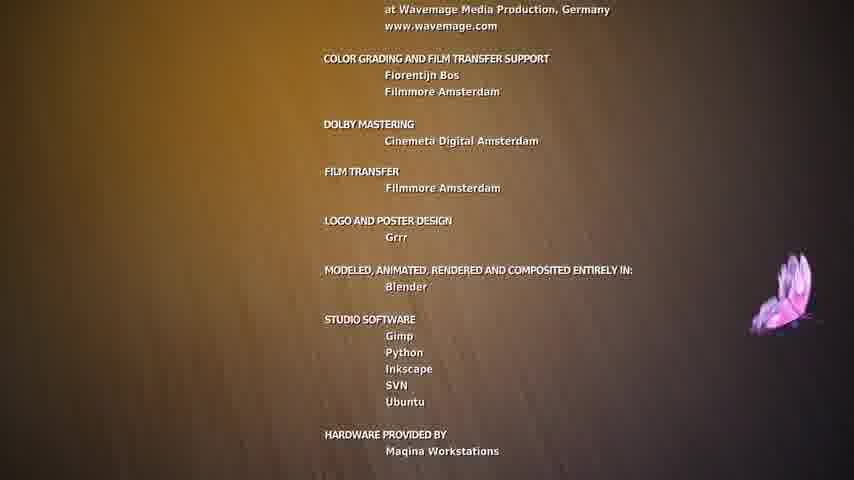 at Wavemage Media Production, Germany
www.wavemage.com
COLOR GRADING AND FILM TRANSFER SUPPORT
Fiorentijn Bos
Filmmore Amsterdam
DOLBY MASTERING
Cinemeta Digital Amsterdam
FILM TRANSFER
Filmmore Amsterdam
LOGO AND POSTER DESIGN
Grrr
MODELED, ANIMATED, RENDERED AND COMPOSITED ENTIRELY IN:
Blender
STUDIO SOFTWARE
Gimp
Python
Inkscape
SVN
Ubuntu
HARDWARE PROVIDED BY
Maqina Workstations